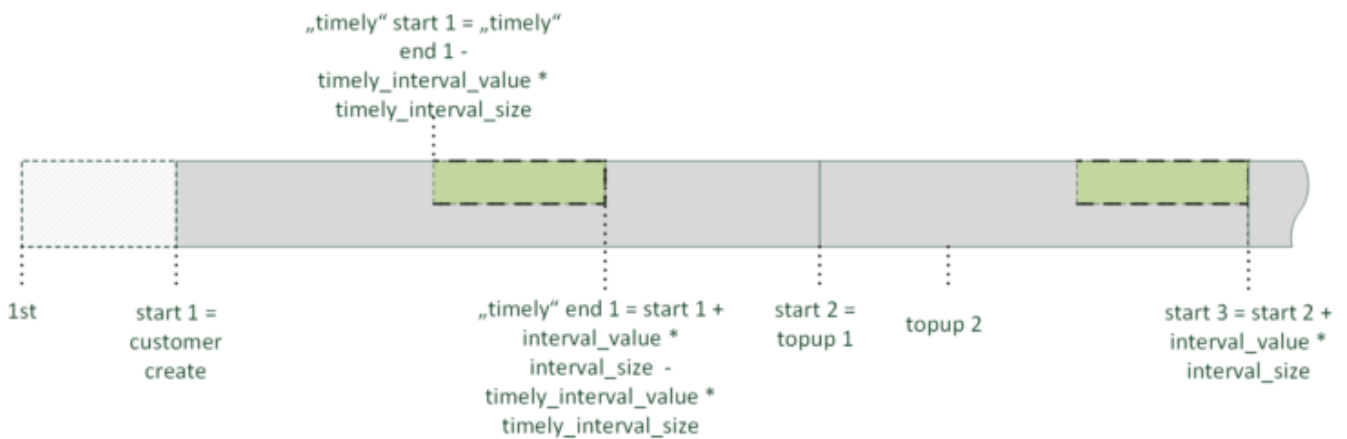 „timely“ start 1 = „timely“
end 1 -
timely_interval_value *
timely_interval_size
1st
start 1 =
customer
create
„timely“ end 1 = start 1 +
interval_value *
interval_size  -
timely_interval_value *
timely_interval_size
start 2 =
topup 1
topup 2
start 3 = start 2 +
interval_value *
interval_size